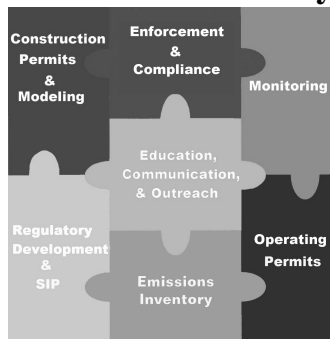 Construction
Permits
&
Modeling
Enforcement
&
Compliance
Monitoring
Education,
Communication,
& Outreach
Regulatory
Development
&
SIP
Emissions
Inventory
Operating
Permits